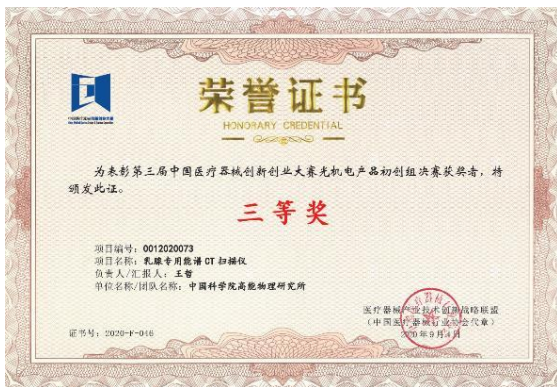 荣誉证书
HONORARY CREDENTIAL
为表彰第三届中国医疗器械创新创业大赛光机电产品初创组决赛获奖者，特
颁发此证。
三等奖
项目编号：0012020073
项目名称：乳腺专用能谱CT扫描仪
负责人/汇报人：王哲
单位名称/团队名称：中国科学院高能物理研究所
医疗器械产业技术创新战略联盟
（中国医疗器械行业协会代章）
2020年9月4日
证书号：2020-F-046